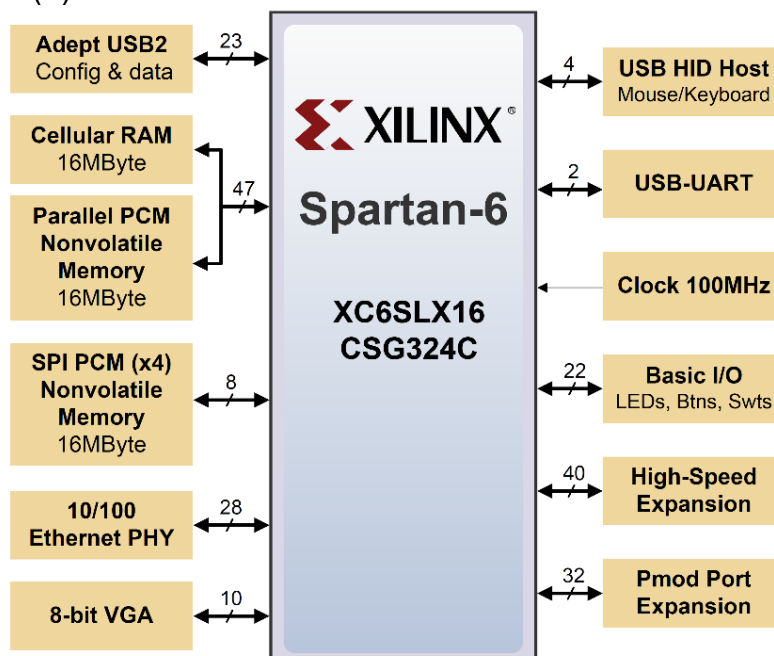 Adept USB2
Config & data
23
Cellular RAM
16MByte
47
Parallel PCM
Nonvolatile
Memory
16MByte
SPI PCM (x4)
Nonvolatile
Memory
16MByte
8
10/100
Ethernet PHY
28
8-bit VGA
10
XILINX®
Spartan-6
XC6SLX16
CSG324C
4
USB HID Host
Mouse/Keyboard
2
USB-UART
Clock 100MHz
22
Basic I/O
LEDs, Btns, Swts
40
High-Speed
Expansion
32
Pmod Port
Expansion